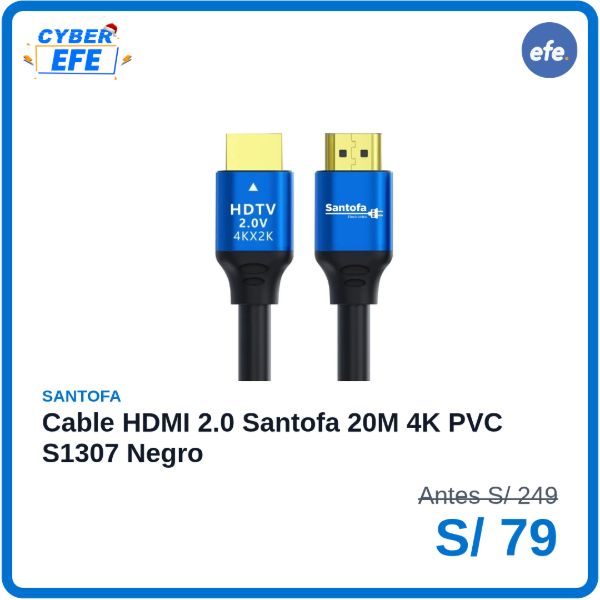 CYBER
EFE
efe.
HDTV
2.0V
4KX2K
Santofa
SANTOFA
Cable HDMI 2.0 Santofa 20M 4K PVC
S1307 Negro
Antes S/ 249
S/ 79